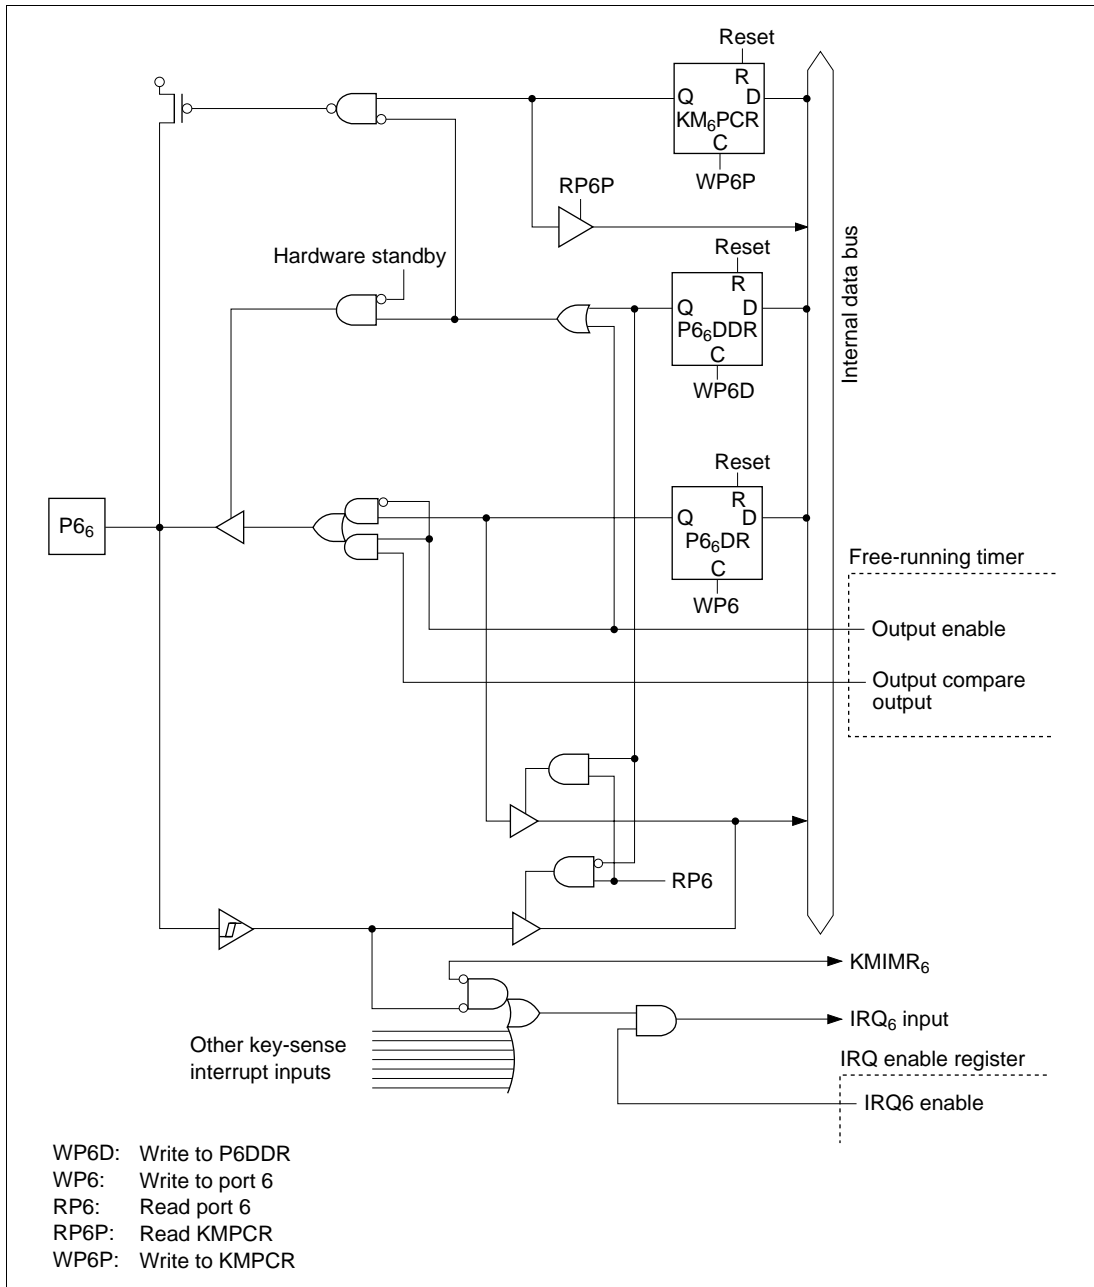 Reset
R
Q D
KM₆PCR
C
WP6P
RP6P
Hardware standby
Reset
R
Q D
P6₆DDR
C
WP6D
Internal data bus
Reset
R
Q D
P6₆DR
C
WP6
P6₆
Free-running timer
Output enable
Output compare
output
RP6
KMIMR₆
IRQ₆ input
Other key-sense
interrupt inputs
IRQ enable register
IRQ6 enable
WP6D: Write to P6DDR
WP6: Write to port 6
RP6: Read port 6
RP6P: Read KMPCR
WP6P: Write to KMPCR